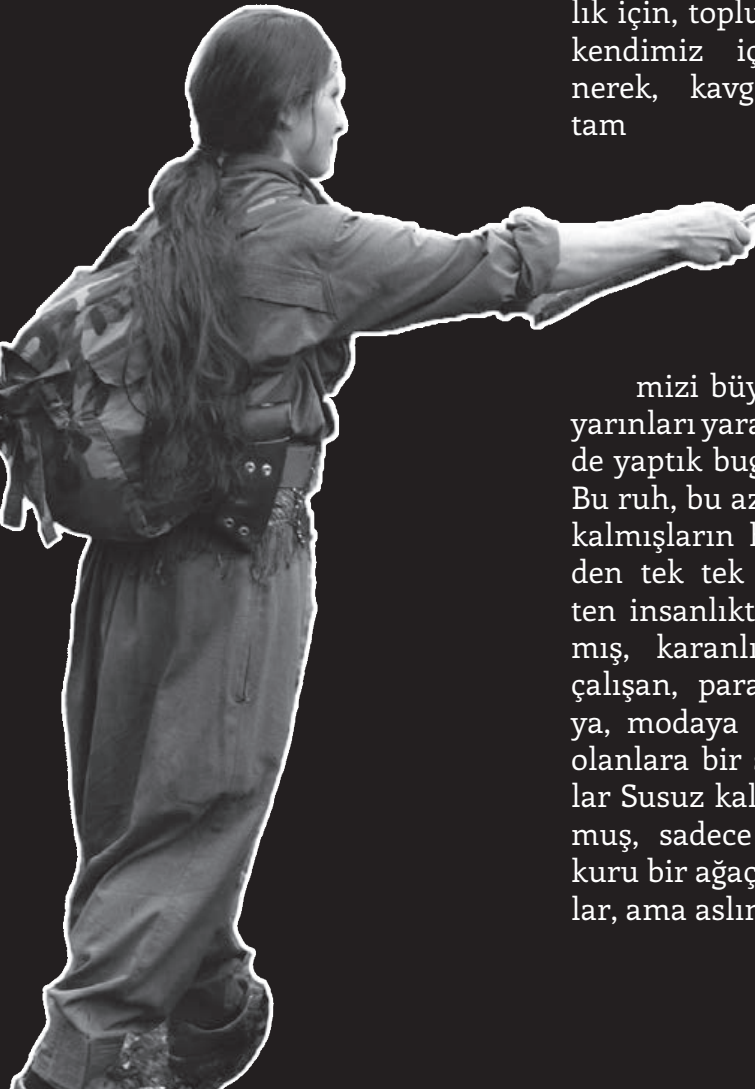 lık için, toplu
kendimiz iç
nerek, kavg
tam
mizi büy
yarınları yara
de yaptık bug
Bu ruh, bu az
kalmışların
den tek tek
ten insanlıkt
mış, karanlı
çalışan, para
ya, modaya
olanlara bir
lar Susuz kal
muş, sadece
kuru bir ağaç
lar, ama aslın